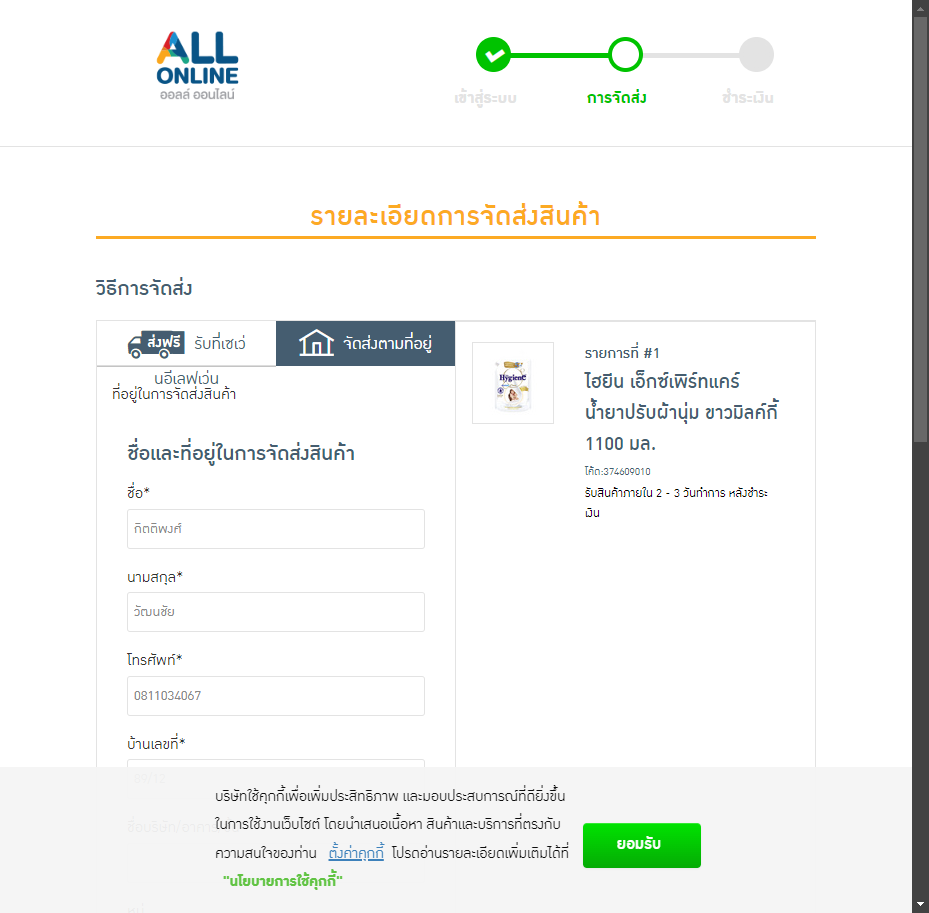 ALL
ONLINE
ออลล์ ออนไลน์
เข้าสู่ระบบ
การจัดส่ง
ชำระเงิน
รายละเอียดการจัดส่งสินค้า
วิธีการจัดส่ง
ส่งฟรี รับที่เซเว่
นอีเลฟเว่น
จัดส่งตามที่อยู่
ที่อยู่ในการจัดส่งสินค้า
ชื่อและที่อยู่ในการจัดส่งสินค้า
ชื่อ*
กิตติพงศ์
นามสกุล*
วัฒนชัย
โทรศัพท์*
0811034067
บ้านเลขที่*
Hygiene
รายการที่ #1
ไฮยีน เอ็กซ์เพิร์ทแคร์
น้ำยาปรับผ้านุ่ม ขาวมิลค์กี้
1100 มล.
โค้ด:374609010
รับสินค้าภายใน 2 - 3 วันทำการ หลังชำระ
เงิน
บริษัทใช้คุกกี้เพื่อเพิ่มประสิทธิภาพ และมอบประสบการณ์ที่ดียิ่งขึ้น
ในการใช้งานเว็บไซต์ โดยนำเสนอเนื้อหา สินค้าและบริการที่ตรงกับ
ความสนใจของท่าน ตั้งค่าคุกกี้ โปรดอ่านรายละเอียดเพิ่มเติมได้ที่
"นโยบายการใช้คุกกี้"
ยอมรับ